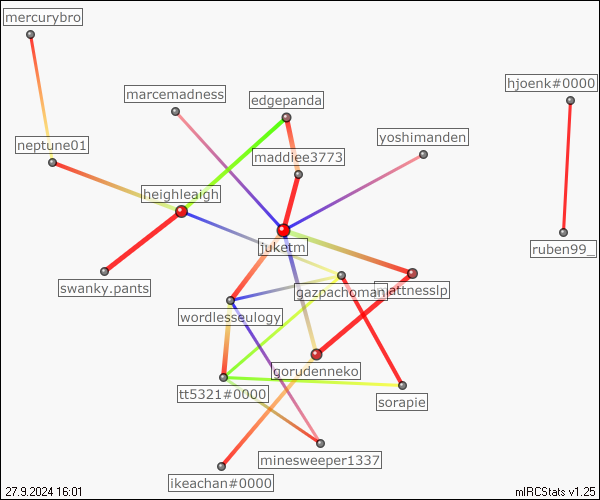 mercurybro
hjoenk#0000
marcemadness
edgepanda
yoshimanden
neptune01
maddiee3773
heighleaigh
juketm
ruben99_
swanky.pants
gazpachoman
mattnesslp
wordlesseulogy
gorudenneko
tt5321#0000
sorapie
minesweeper1337
ikeachan#0000
27.9.2024 16:01
mIRCStats v1.25